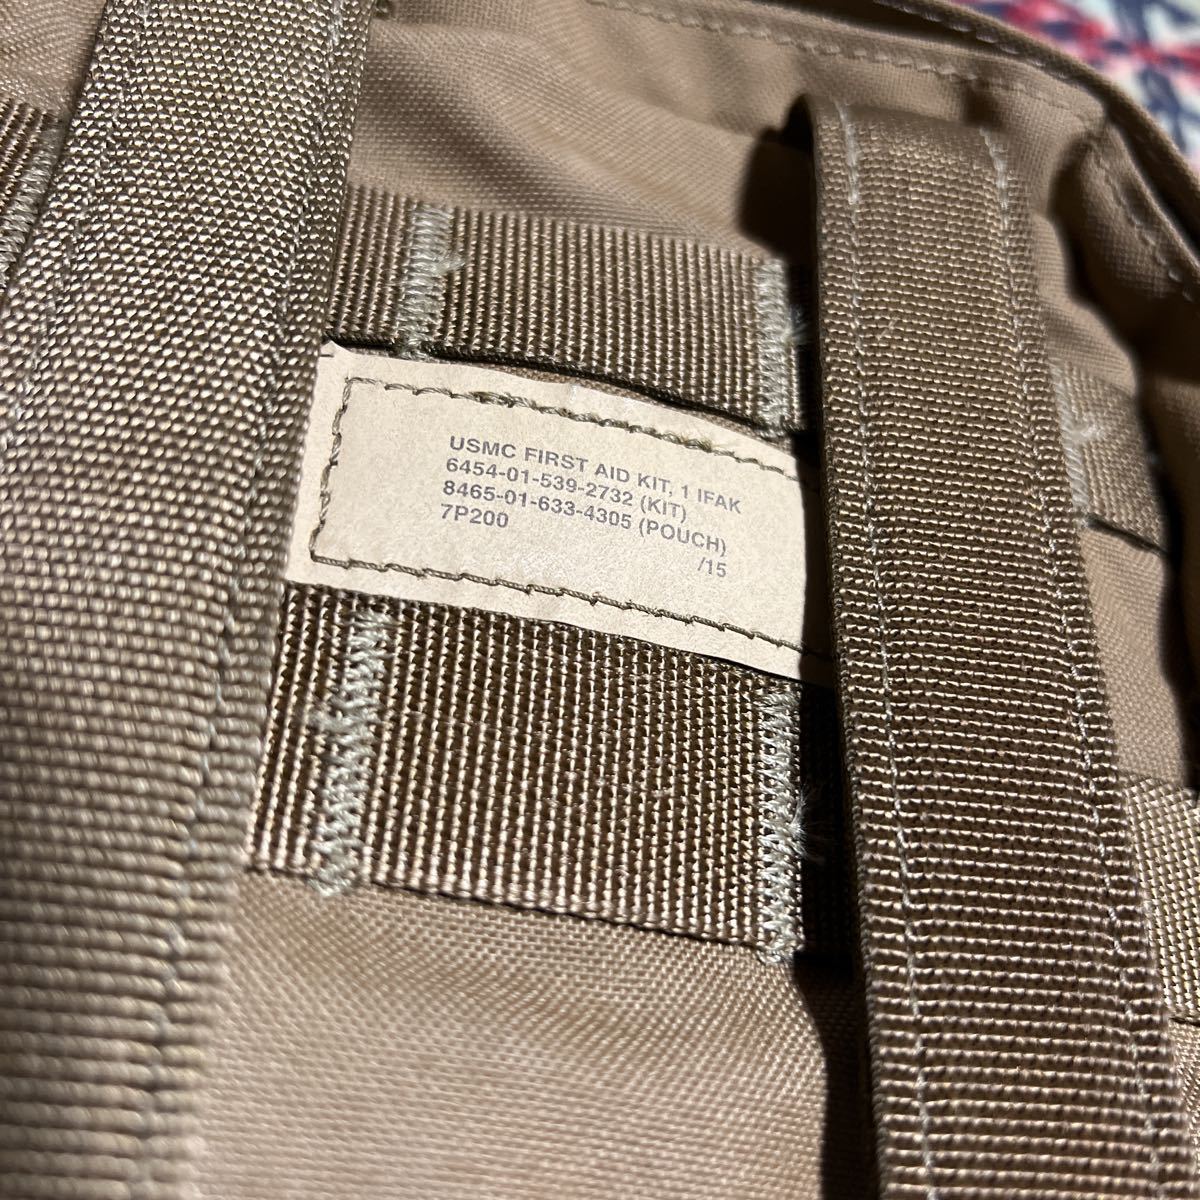 USMC FIRST AID KIT, 1 IFAK
6454-01-539-2732 (KIT)
8465-01-633-4305 (POUCH)
7P200
/15